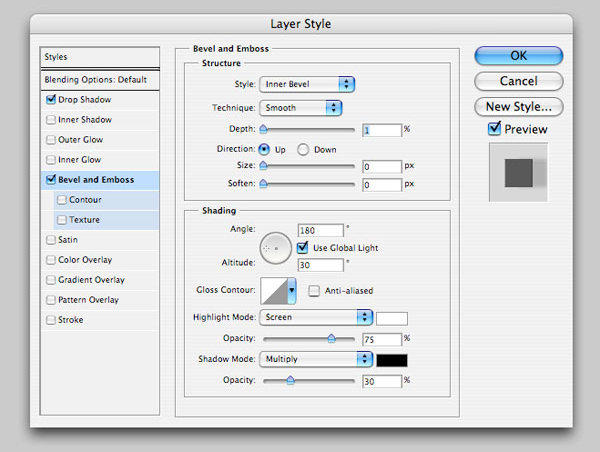 Layer Style
Styles
Blending Options: Default
Drop Shadow
Inner Shadow
Outer Glow
Inner Glow
Bevel and Emboss
Contour
Texture
Satin
Color Overlay
Gradient Overlay
Pattern Overlay
Stroke
Bevel and Emboss
Structure
Style: Inner Bevel
Technique: Smooth
Depth: 1 %
Direction: Up Down
Size: 0 px
Soften: 0 px
Shading
Angle: 180 °
Use Global Light
Altitude: 30 °
Gloss Contour: Anti-aliased
Highlight Mode: Screen
Opacity: 75 %
Shadow Mode: Multiply
Opacity: 30 %
OK
Cancel
New Style...
Preview